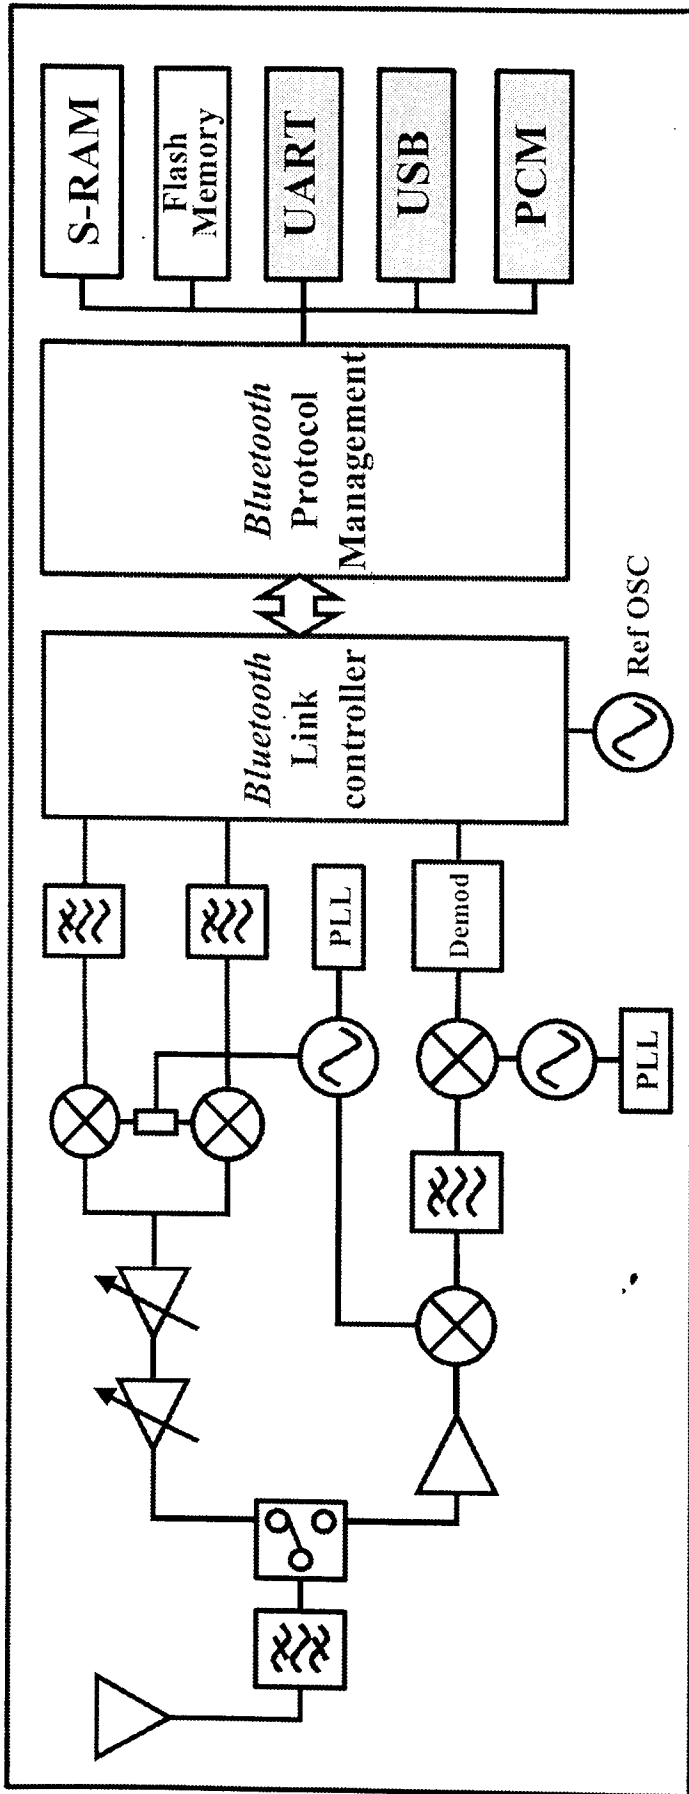 S-RAM
Flash
Memory
UART
USB
PCM
Bluetooth
Protocol
Management
Bluetooth
Link
controller
Ref OSC
PLL
Demod
PLL